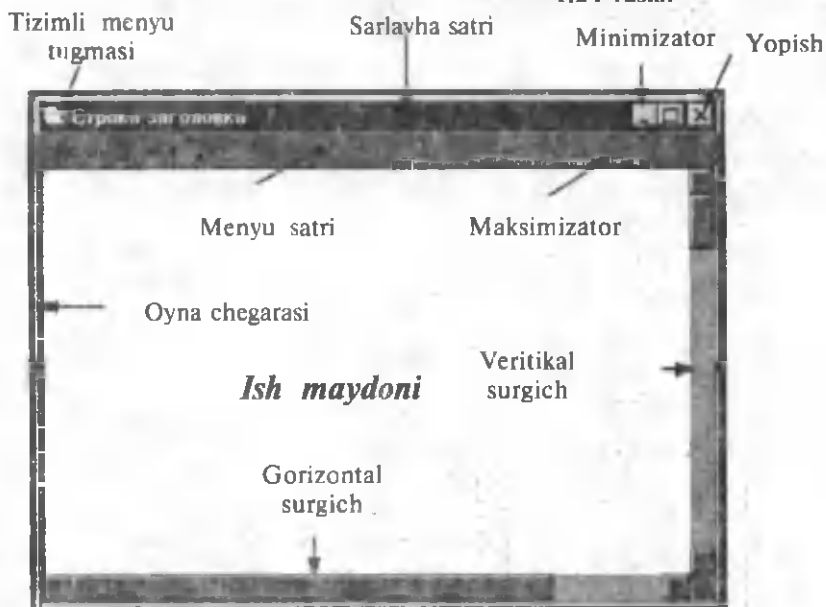 Tizimli menyu
tugmasi
Sarlavha satri
Minimizator
Yopish
Строка заголовка
Menyu satri
Maksimizator
Oyna chegarasi
Veritikal
surgich
Ish maydoni
Gorizontal
surgich